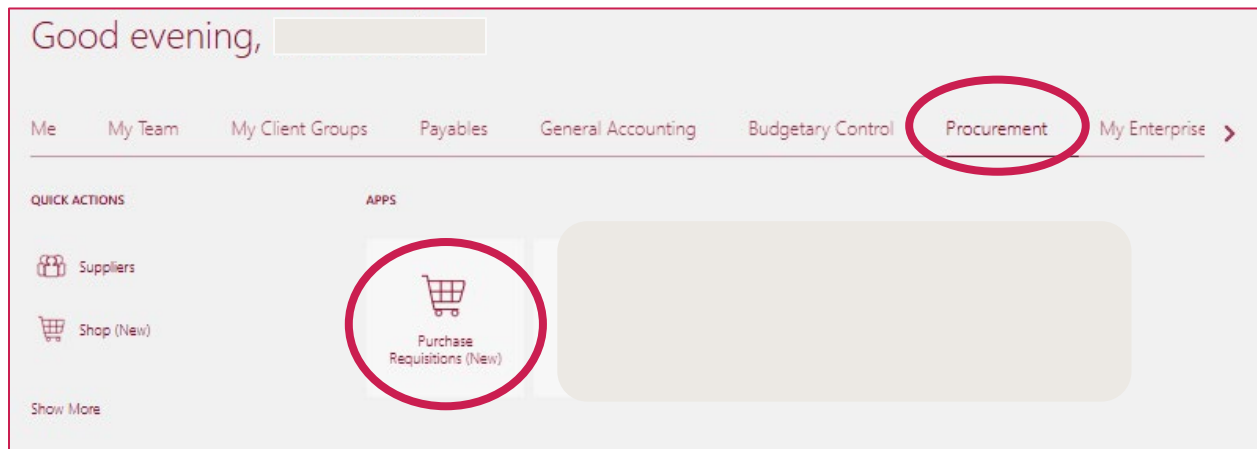 Good evening,
Me My Team My Client Groups Payables General Accounting Budgetary Control Procurement My Enterprise
QUICK ACTIONS
APPS
Suppliers
Shop (New)
Show More
Purchase
Requisitions (New)